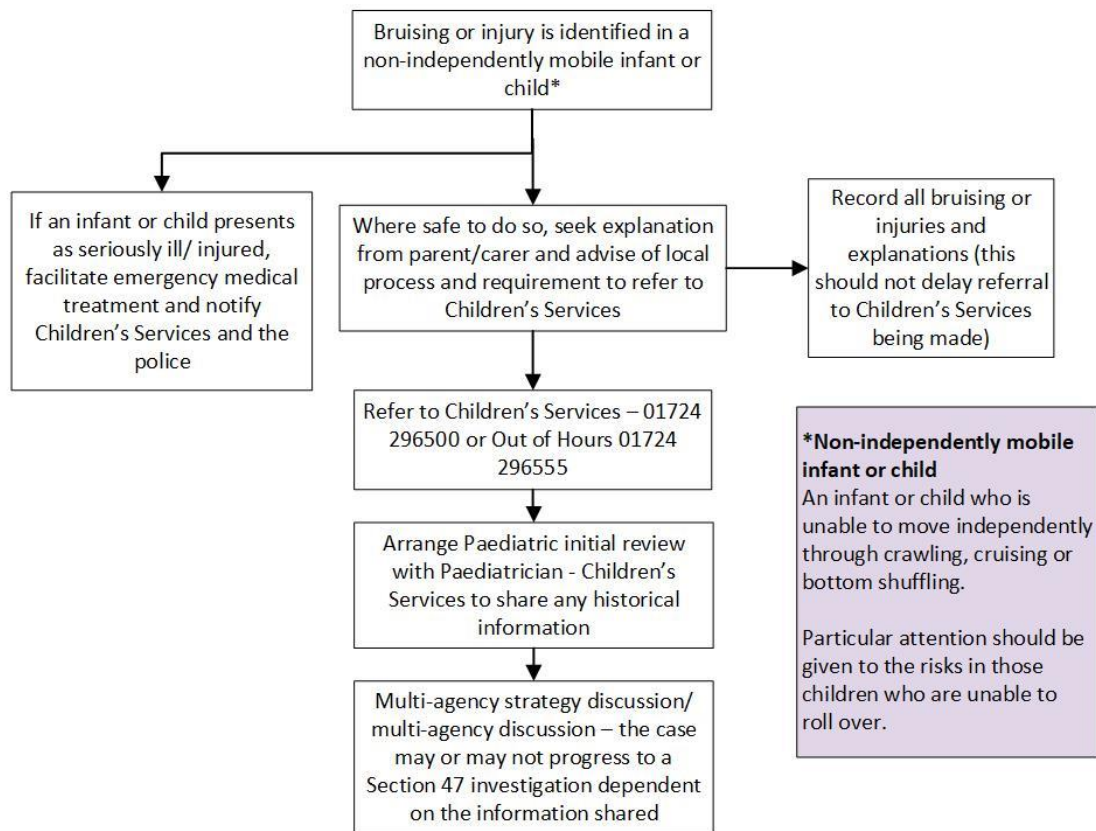 Bruising or injury is identified in a
non-independently mobile infant or
child*
If an infant or child presents
as seriously ill/ injured,
facilitate emergency medical
treatment and notify
Children's Services and the
police
Where safe to do so, seek explanation
from parent/carer and advise of local
process and requirement to refer to
Children's Services
Record all bruising or
injuries and
explanations (this
should not delay referral
to Children's Services
being made)
Refer to Children's Services – 01724
296500 or Out of Hours 01724
296555
Arrange Paediatric initial review
with Paediatrician - Children's
Services to share any historical
information
Multi-agency strategy discussion/
multi-agency discussion – the case
may or may not progress to a
Section 47 investigation dependent
on the information shared
*Non-independently mobile
infant or child
An infant or child who is
unable to move independently
through crawling, cruising or
bottom shuffling.
Particular attention should be
given to the risks in those
children who are unable to
roll over.